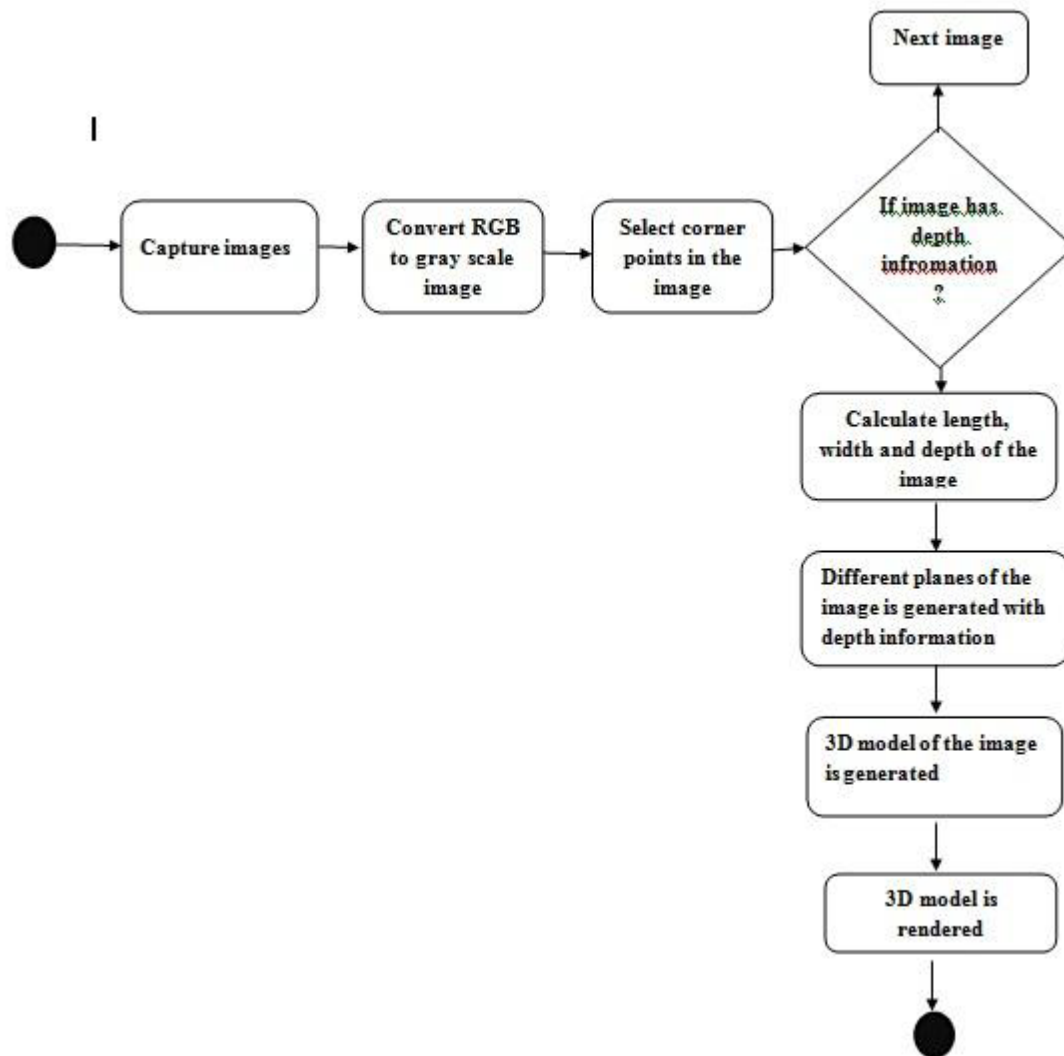 Next image
Capture images
Convert RGB
to gray scale
image
Select corner
points in the
image
If image has
depth
infromation
?
Calculate length,
width and depth of the
image
Different planes of the
image is generated with
depth information
3D model of the image
is generated
3D model is
rendered